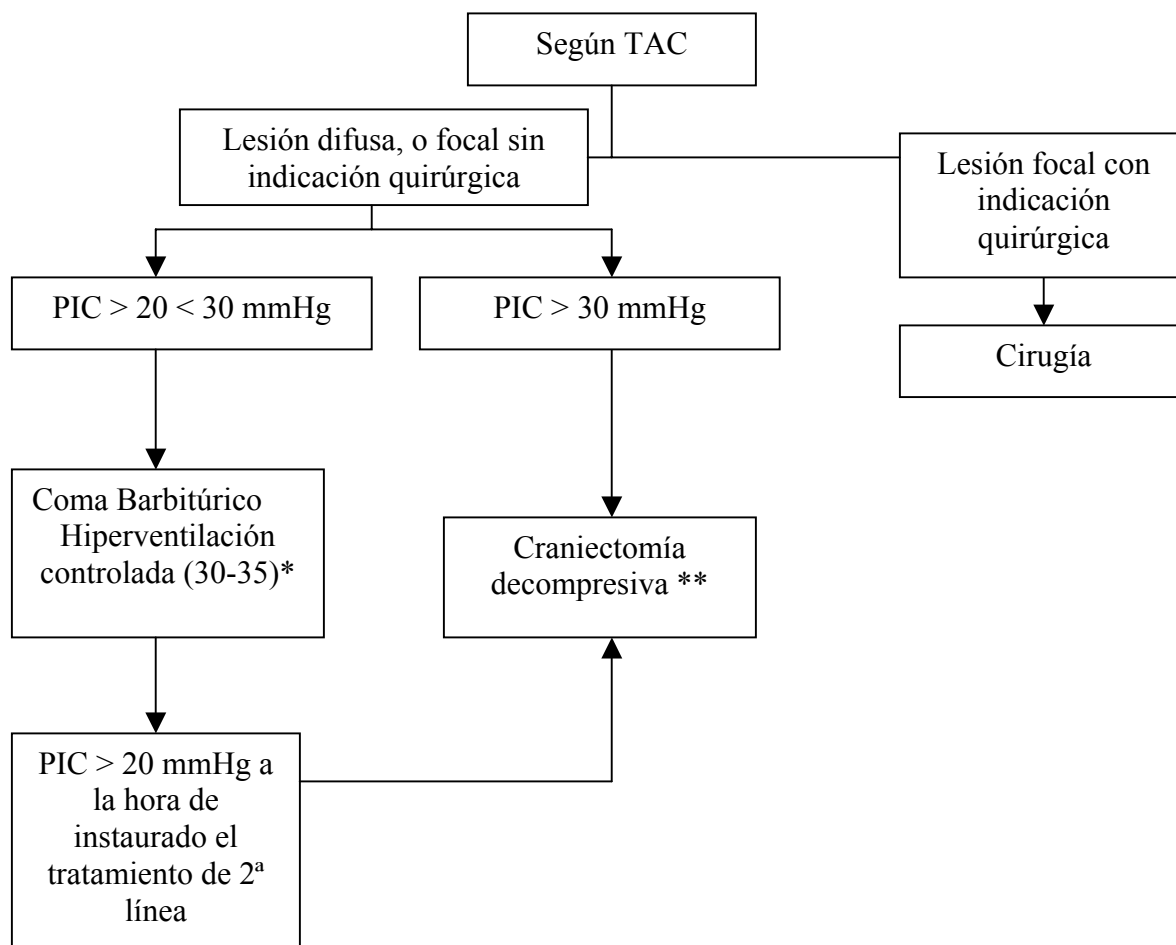 Según TAC
Lesión difusa, o focal sin
indicación quirúrgica
Lesión focal con
indicación
quirúrgica
PIC > 20 < 30 mmHg
PIC > 30 mmHg
Cirugía
Coma Barbitúrico
Hiperventilación
controlada (30-35)*
Craniectomía
decompresiva **
PIC > 20 mmHg a
la hora de
instaurado el
tratamiento de 2ª
línea